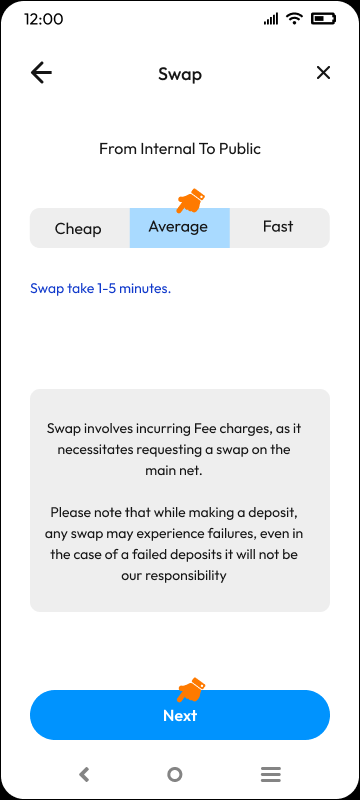 12:00
Swap
From Internal To Public
Cheap Average Fast
Swap take 1-5 minutes.
Swap involves incurring Fee charges, as it
necessitates requesting a swap on the
main net.
Please note that while making a deposit,
any swap may experience failures, even in
the case of a failed deposits it will not be
our responsibility
Next